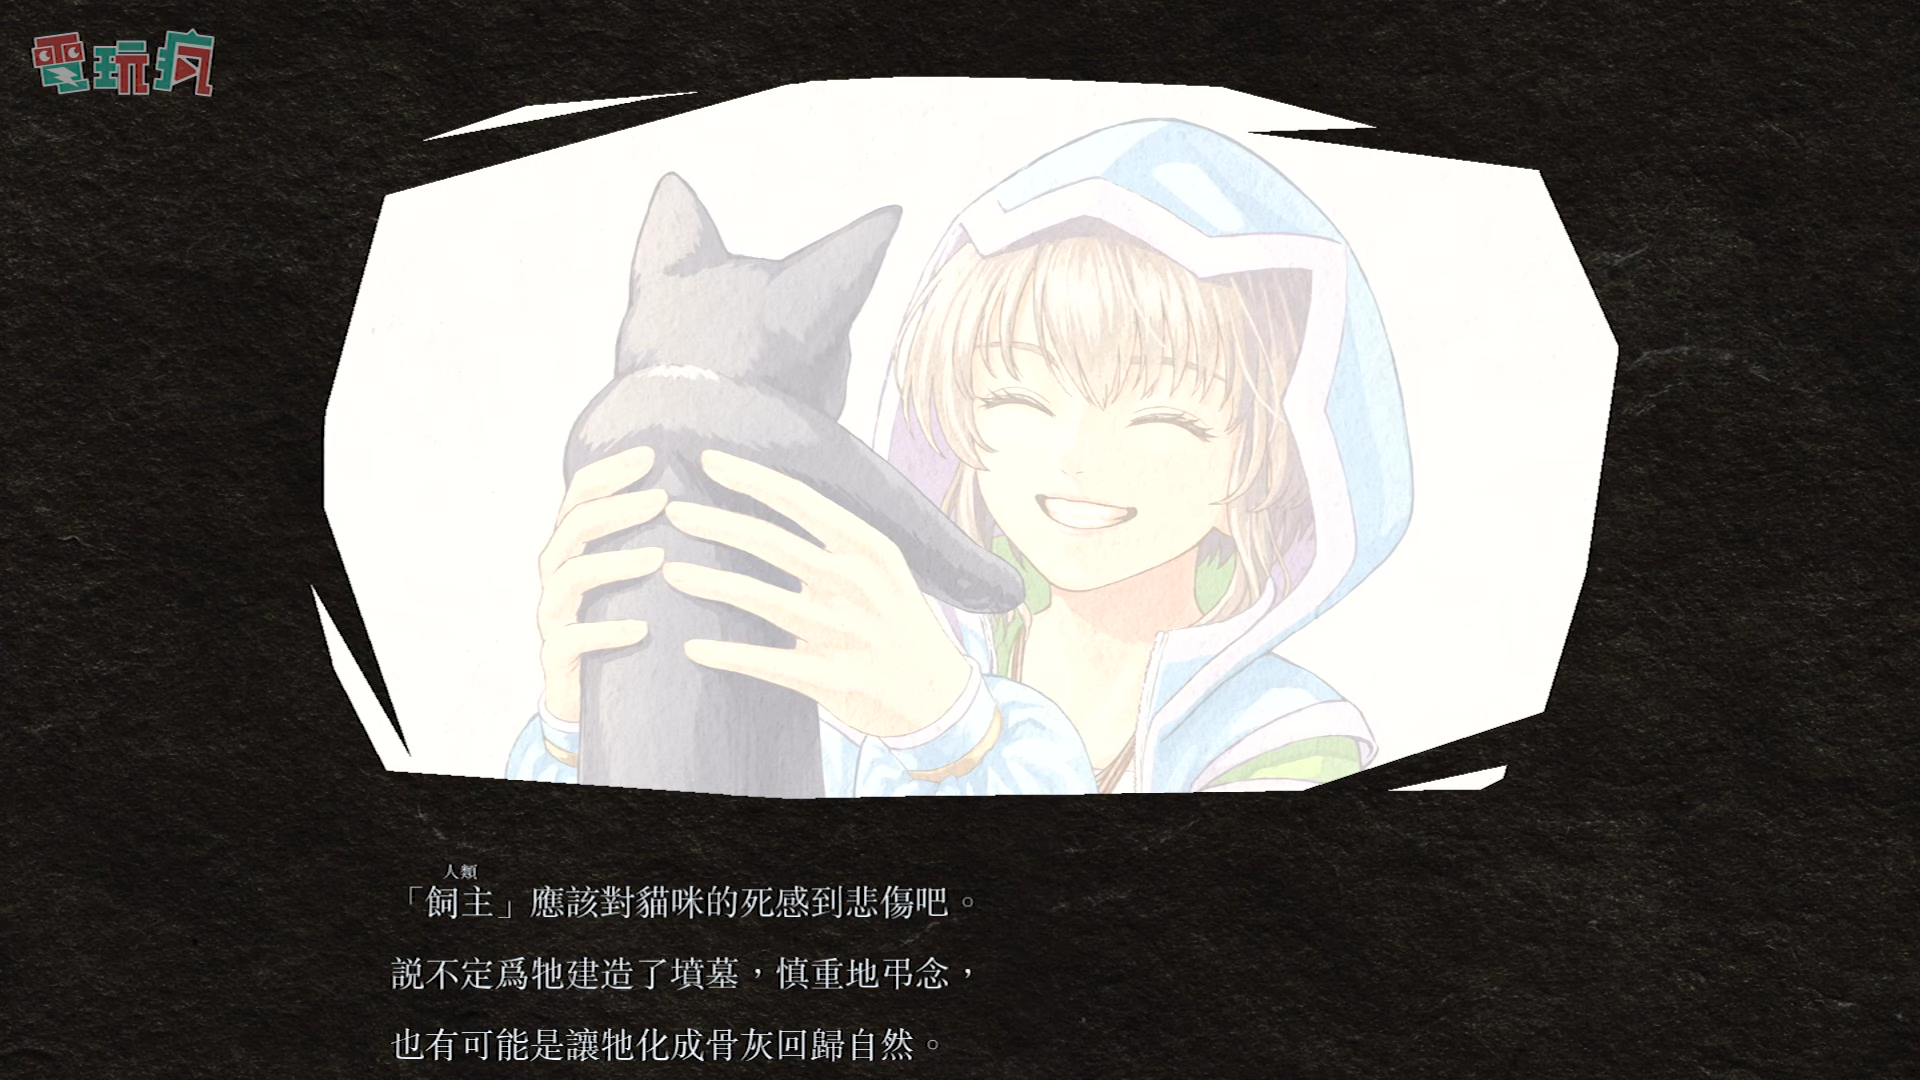 電玩瘋
人類
「飼主」應該對貓咪的死感到悲傷吧。
説不定爲牠建造了墳墓，慎重地弔念，
也有可能是讓牠化成骨灰回歸自然。